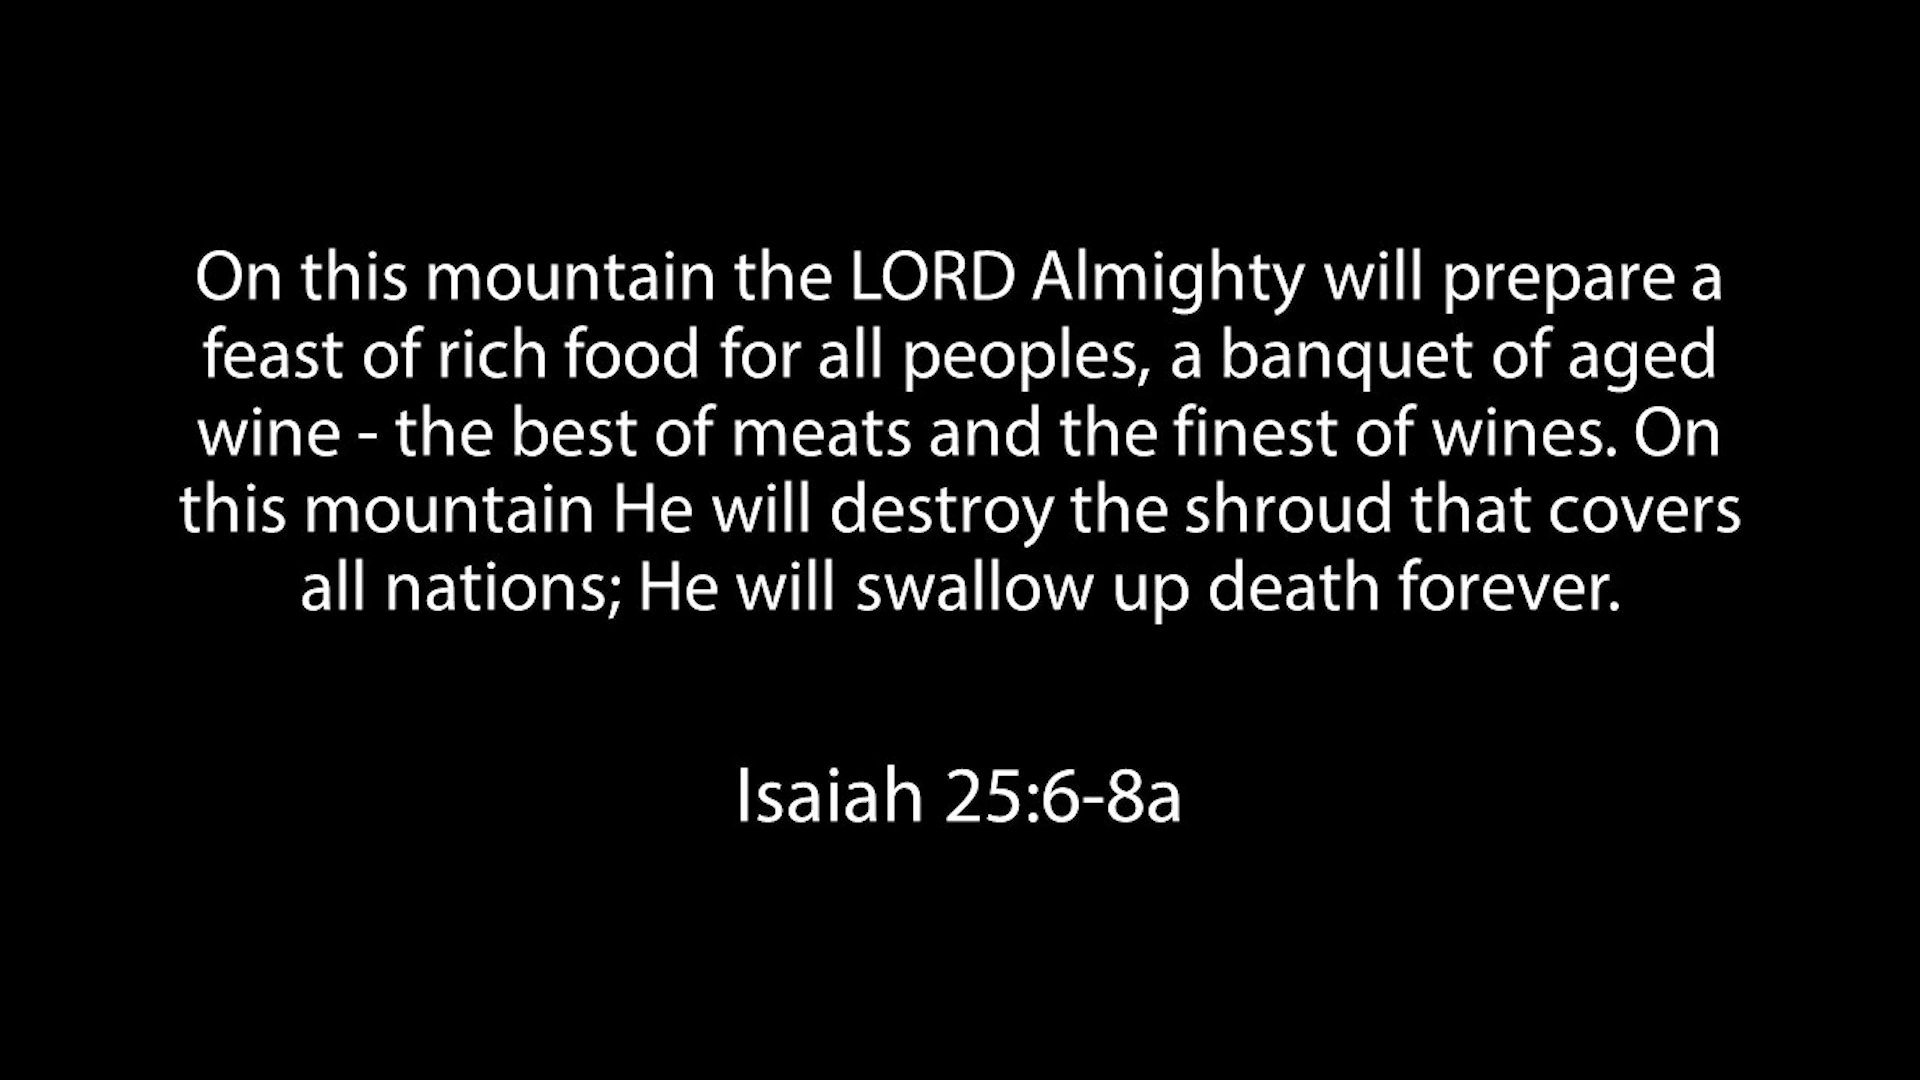 On this mountain the LORD Almighty will prepare a
feast of rich food for all peoples, a banquet of aged
wine - the best of meats and the finest of wines. On
this mountain He will destroy the shroud that covers
all nations; He will swallow up death forever.
Isaiah 25:6-8a